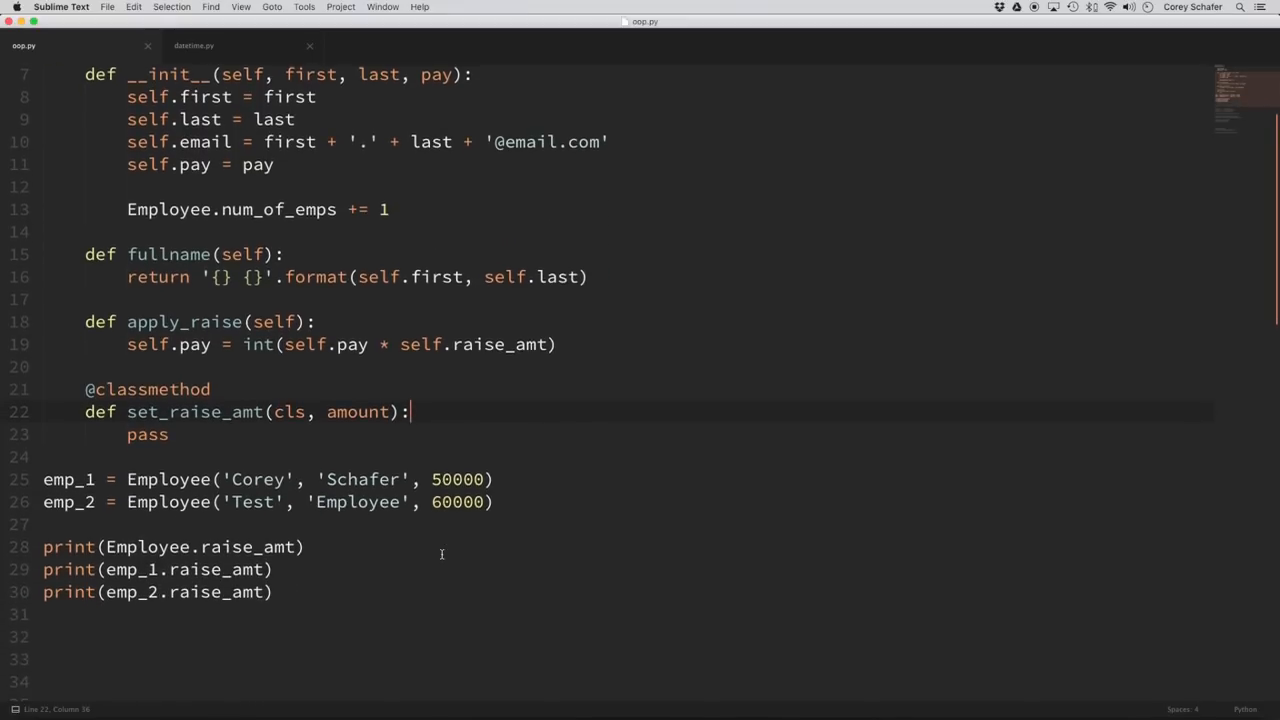 Sublime Text File Edit Selection Find View Goto Tools Project Window Help Corey Schafer
oop.py
oop.py datetime.py
7 def __init__(self, first, last, pay):
8 self.first = first
9 self.last = last
10 self.email = first + '.' + last + '@email.com'
11 self.pay = pay
12
13 Employee.num_of_emps += 1
14
15 def fullname(self):
16 return '{} {}'.format(self.first, self.last)
17
18 def apply_raise(self):
19 self.pay = int(self.pay * self.raise_amt)
20
21 @classmethod
22 def set_raise_amt(cls, amount):
23 pass
24
25 emp_1 = Employee('Corey', 'Schafer', 50000)
26 emp_2 = Employee('Test', 'Employee', 60000)
27
28 print(Employee.raise_amt)
29 print(emp_1.raise_amt)
30 print(emp_2.raise_amt)
31
32
33
34
Line 22, Column 36 Spaces: 4 Python